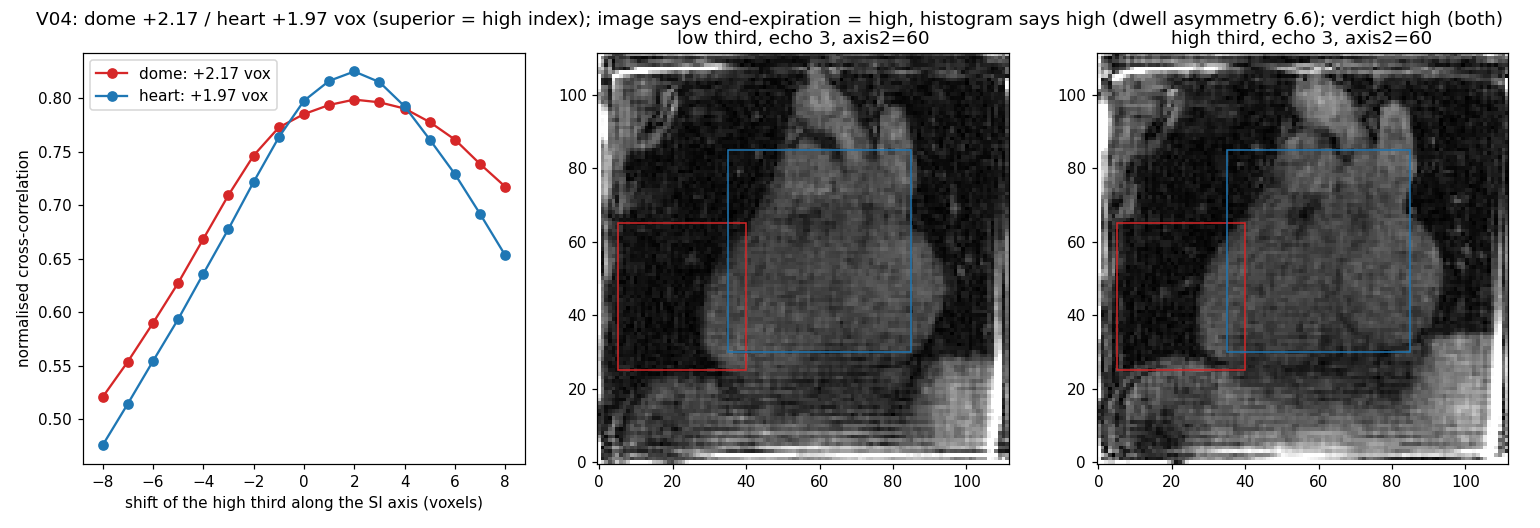 V04: dome +2.17 / heart +1.97 vox (superior = high index); image says end-expiration = high, histogram says high (dwell asymmetry 6.6); verdict high (both)
low third, echo 3, axis2=60
high third, echo 3, axis2=60
dome: +2.17 vox
heart: +1.97 vox
normalised cross-correlation
0.80
0.75
0.70
0.65
0.60
0.55
0.50
−8 −6 −4 −2 0 2 4 6 8
shift of the high third along the SI axis (voxels)
100
80
60
40
20
0
0 20 40 60 80 100
100
80
60
40
20
0
0 20 40 60 80 100